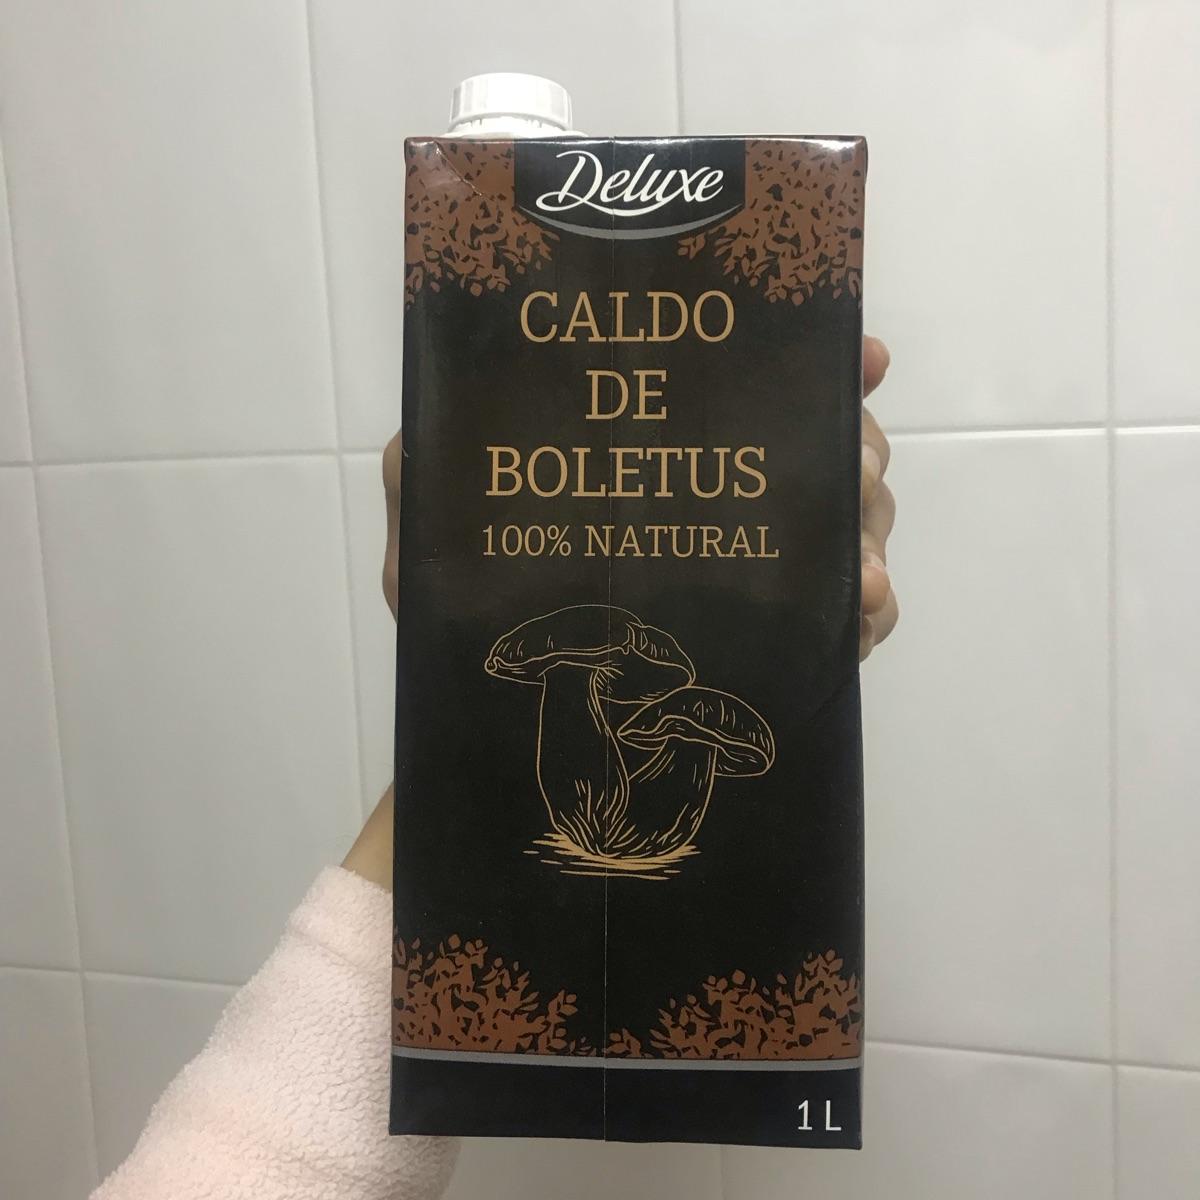 Deluxe
CALDO
DE
BOLETUS
100% NATURAL
1 L